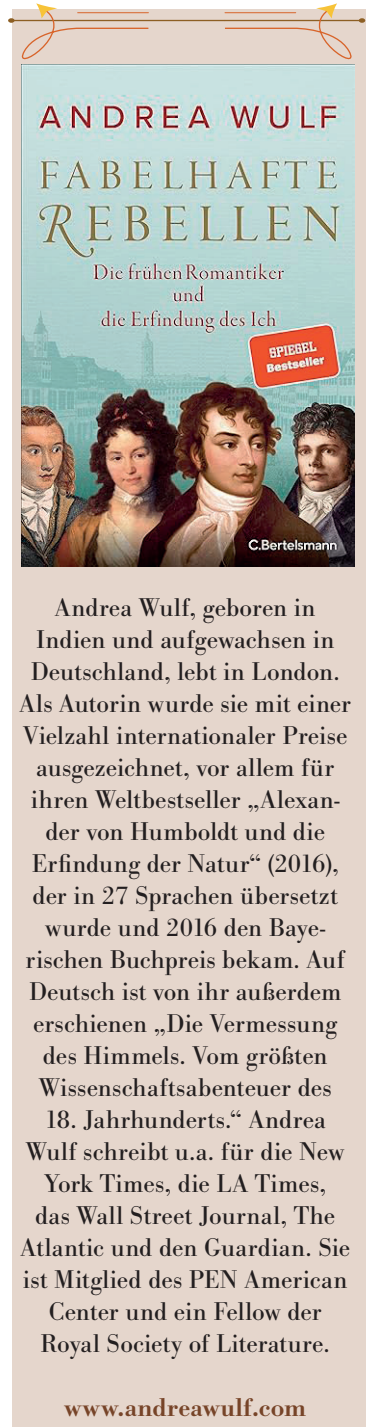 ANDREA WULF
FABELHAFTE
REBELLEN
Die frühen Romantiker
und
die Erfindung des Ich
SPIEGEL
Bestseller
C.Bertelsmann
Andrea Wulf, geboren in
Indien und aufgewachsen in
Deutschland, lebt in London.
Als Autorin wurde sie mit einer
Vielzahl internationaler Preise
ausgezeichnet, vor allem für
ihren Weltbestseller „Alexan-
der von Humboldt und die
Erfindung der Natur“ (2016),
der in 27 Sprachen übersetzt
wurde und 2016 den Baye-
rischen Buchpreis bekam. Auf
Deutsch ist von ihr außerdem
erschienen „Die Vermessung
des Himmels. Vom größten
Wissenschaftsabenteuer des
18. Jahrhunderts.“ Andrea
Wulf schreibt u.a. für die New
York Times, die LA Times,
das Wall Street Journal, The
Atlantic und den Guardian. Sie
ist Mitglied des PEN American
Center und ein Fellow der
Royal Society of Literature.
www.andreawulf.com